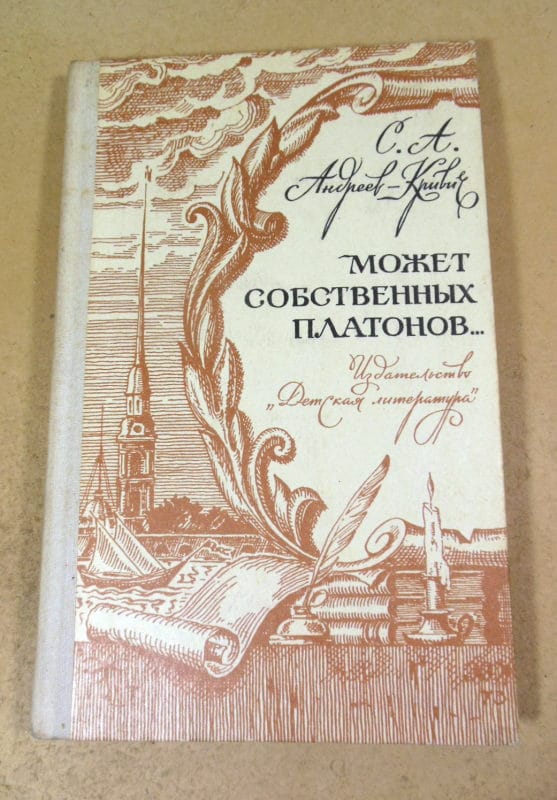 С. А.
Андреев-Кривич
МОЖЕТ
СОБСТВЕННЫХ
ПЛАТОНОВ...
Издательство
„Детская литература"